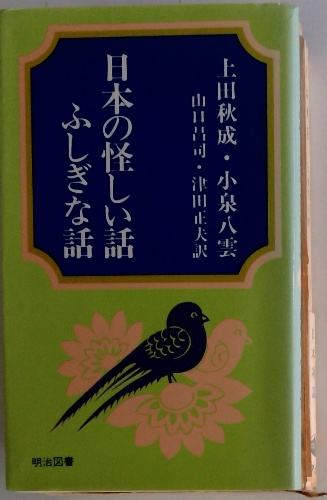 上田秋成・小泉八雲
山口昌司・津田正夫訳
日本の怪しい話
ふしぎな話
明治図書